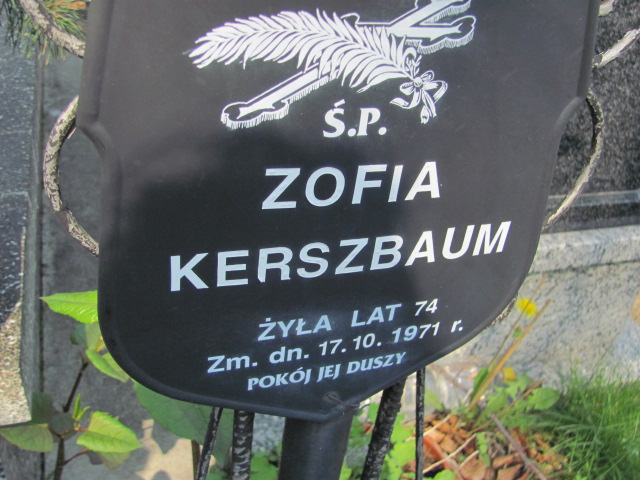 Ś.P.
ZOFIA
KERSZBAUM
ŻYŁA LAT 74
Zm. dn. 17.10.1971 r.
POKÓJ JEJ DUSZY